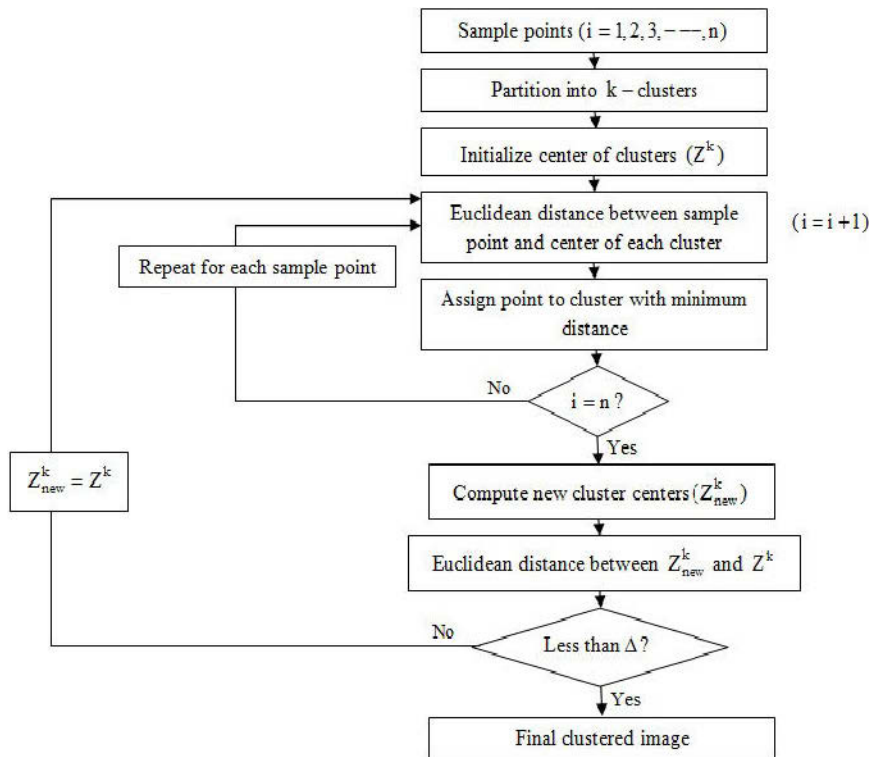 Sample points (i = 1,2,3,- --,n)
Partition into k – clusters
Initialize center of clusters (Z^k)
Euclidean distance between sample
point and center of each cluster
(i = i +1)
Repeat for each sample point
Assign point to cluster with minimum
distance
No
i = n ?
Yes
Z^k_new = Z^k
Compute new cluster centers (Z^k_new)
Euclidean distance between Z^k_new and Z^k
No
Less than Δ?
Yes
Final clustered image